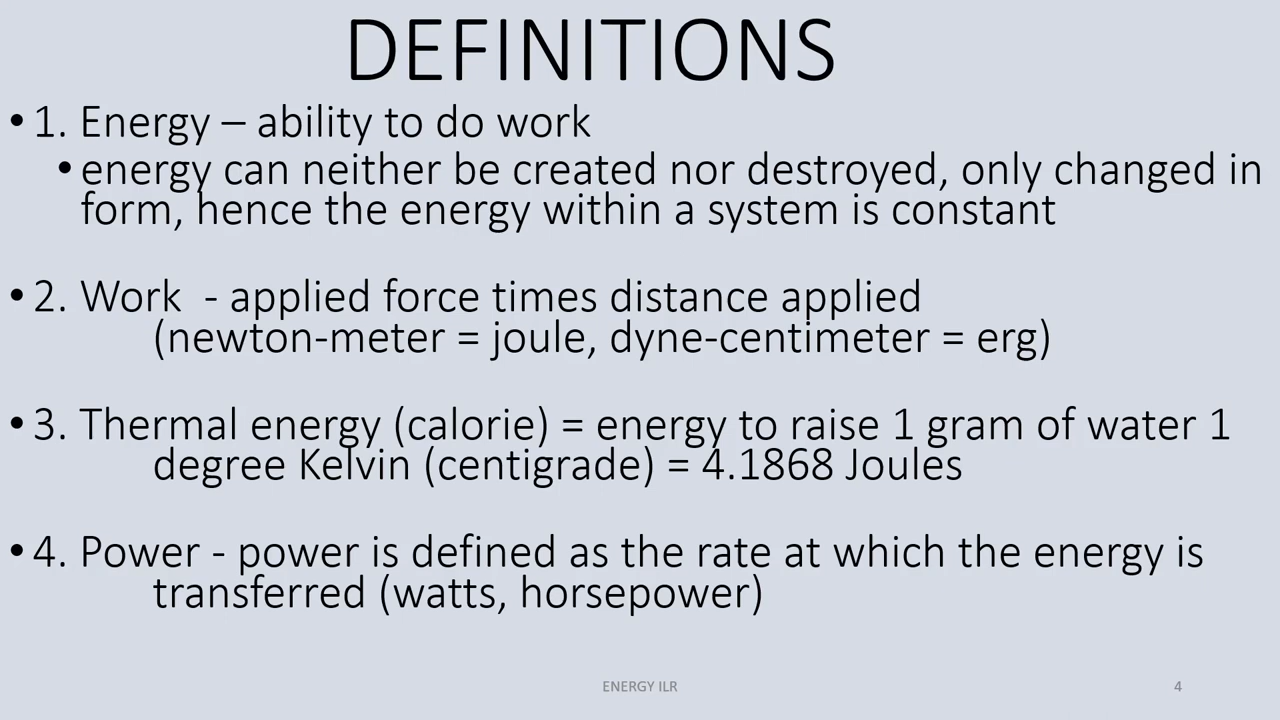 DEFINITIONS
• 1. Energy – ability to do work
• energy can neither be created nor destroyed, only changed in
form, hence the energy within a system is constant
• 2. Work - applied force times distance applied
(newton-meter = joule, dyne-centimeter = erg)
• 3. Thermal energy (calorie) = energy to raise 1 gram of water 1
degree Kelvin (centigrade) = 4.1868 Joules
• 4. Power - power is defined as the rate at which the energy is
transferred (watts, horsepower)
ENERGY ILR
4